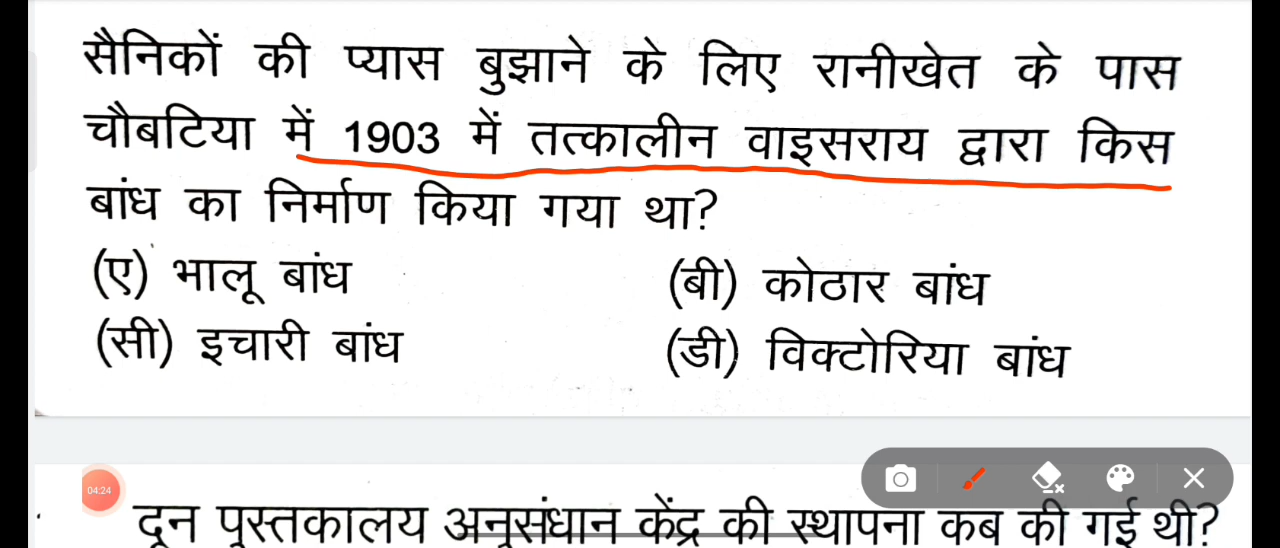 सैनिकों की प्यास बुझाने के लिए रानीखेत के पास
चौबटिया में 1903 में तत्कालीन वाइसराय द्वारा किस
बांध का निर्माण किया गया था?
(ए) भालू बांध (बी) कोठार बांध
(सी) इचारी बांध (डी) विक्टोरिया बांध
04:24
दून पुस्तकालय अनुसंधान केंद्र की स्थापना कब की गई थी?